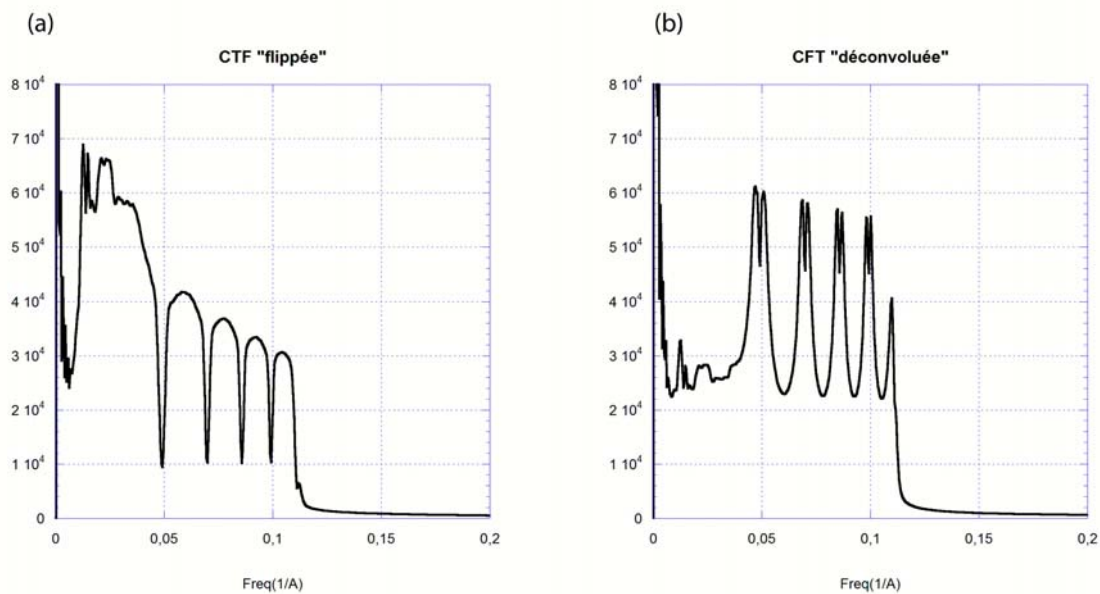 (a)
CTF "flippée"
8 10⁴
7 10⁴
6 10⁴
5 10⁴
4 10⁴
3 10⁴
2 10⁴
1 10⁴
0
0 0,05 0,1 0,15 0,2
Freq(1/A)
(b)
CFT "déconvoluée"
8 10⁴
7 10⁴
6 10⁴
5 10⁴
4 10⁴
3 10⁴
2 10⁴
1 10⁴
0
0 0,05 0,1 0,15 0,2
Freq(1/A)